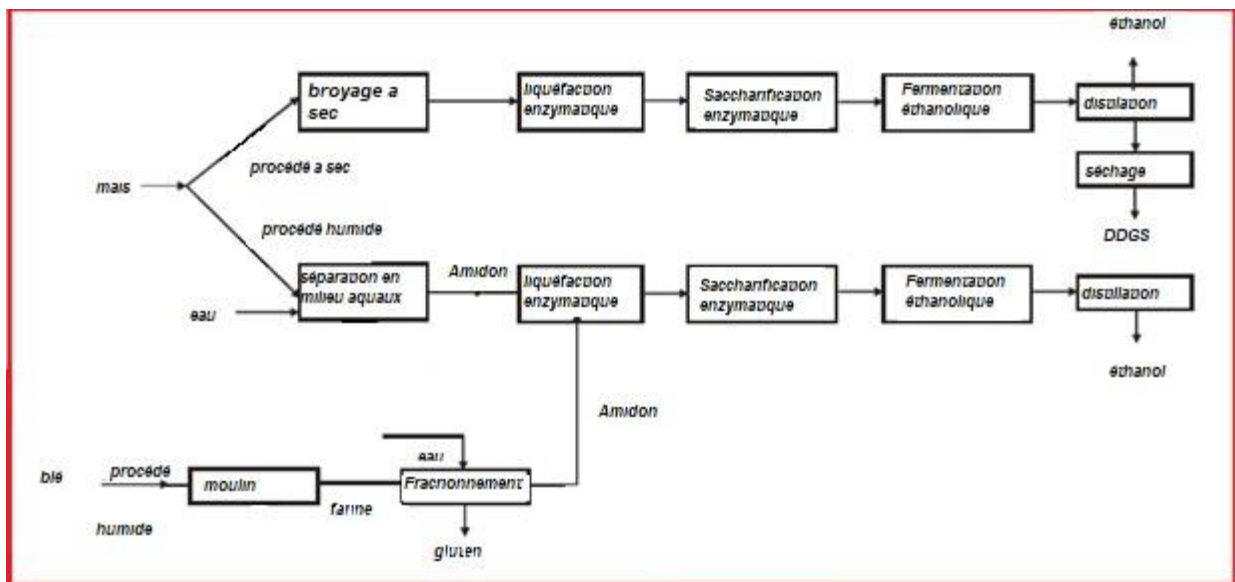 éthanol
broyage a
sec
liquéfaction
enzymatique
Saccharification
enzymatique
Fermentation
éthanolique
distilation
procédé a sec
séchage
mais
DDGS
procédé humide
séparation en
milieu aquaux
Amidon
liquéfaction
enzymatique
Saccharification
enzymatique
Fermentation
éthanolique
distillation
eau
éthanol
Amidon
eau
blé
procédé
moulin
Fractionnement
farine
humide
gluten